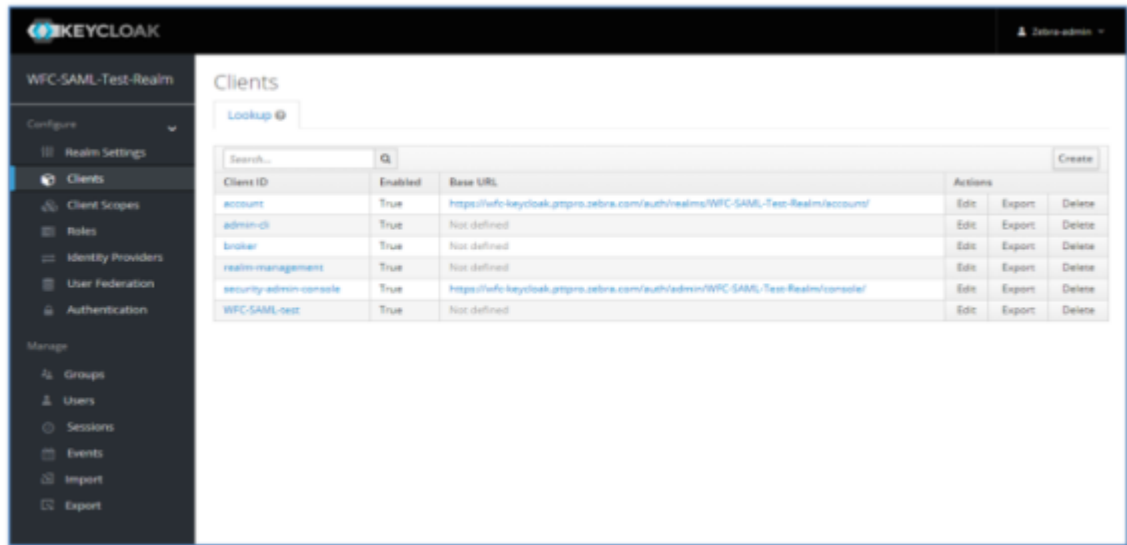 KEYCLOAK
Zebra-admin
WFC-SAML-Test-Realm
Clients
Configure
Lookup
Realm Settings
Search...
Create
Clients
Client ID Enabled Base URL Actions
Client Scopes
account True https://wfc-keycloak.pttpro.zebra.com/auth/realms/WFC-SAML-Test-Realm/account/ Edit Export Delete
Roles
admin-cli True Not defined Edit Export Delete
broker True Not defined Edit Export Delete
Identity Providers
realm-management True Not defined Edit Export Delete
User Federation
security-admin-console True https://wfc-keycloak.pttpro.zebra.com/auth/admin/WFC-SAML-Test-Realm/console/ Edit Export Delete
Authentication
WFC-SAML-test True Not defined Edit Export Delete
Manage
Groups
Users
Sessions
Events
Import
Export